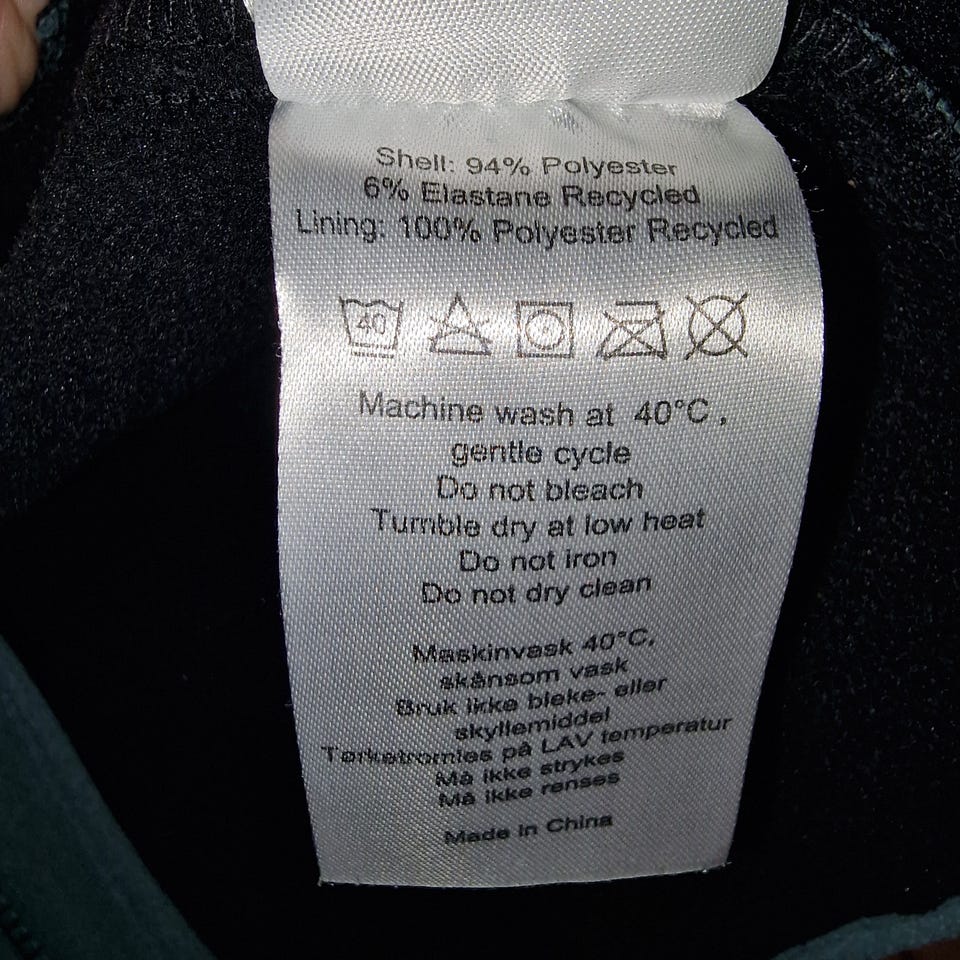 Shell: 94% Polyester
6% Elastane Recycled
Lining: 100% Polyester Recycled
40
Machine wash at 40°C,
gentle cycle
Do not bleach
Tumble dry at low heat
Do not iron
Do not dry clean
Maskinvask 40°C,
skånsom vask
Bruk ikke bleke- eller
skyllemiddel
Tørketromles på LAV temperatur
Må ikke strykes
Må ikke renses
Made in China